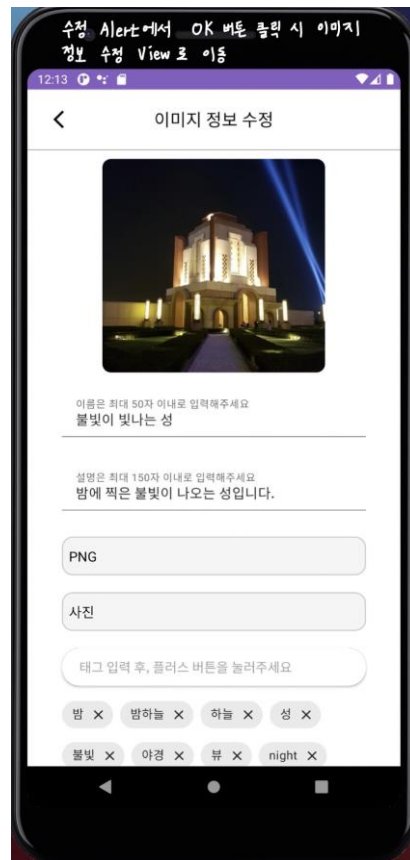 수정 Alert에서 OK 버튼 클릭 시 이미지
정보 수정 View로 이동
12:13
이미지 정보 수정
이름은 최대 50자 이내로 입력해주세요
불빛이 빛나는 성
설명은 최대 150자 이내로 입력해주세요
밤에 찍은 불빛이 나오는 성입니다.
PNG
사진
태그 입력 후, 플러스 버튼을 눌러주세요
밤 × 밤하늘 × 하늘 × 성 ×
불빛 × 야경 × 뷰 × night ×